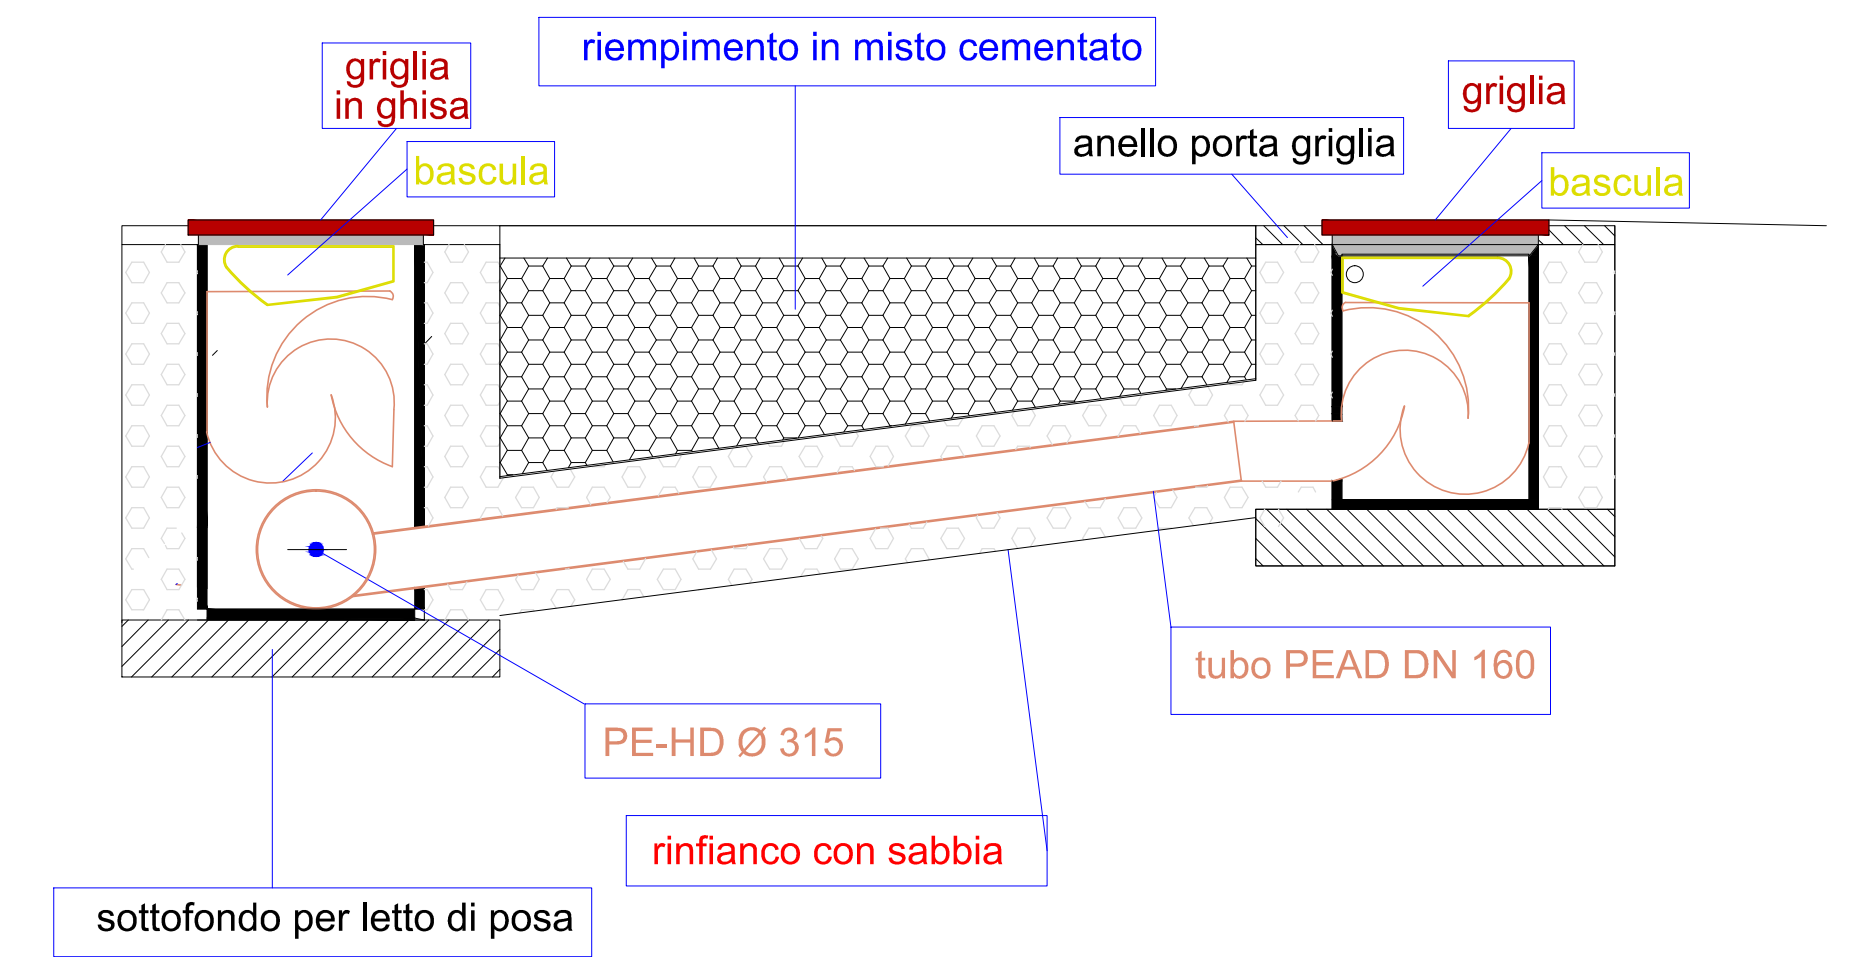 riempimento in misto cementato
griglia
in ghisa
griglia
anello porta griglia
bascula
bascula
tubo PEAD DN 160
PE-HD Ø 315
rinfianco con sabbia
sottofondo per letto di posa